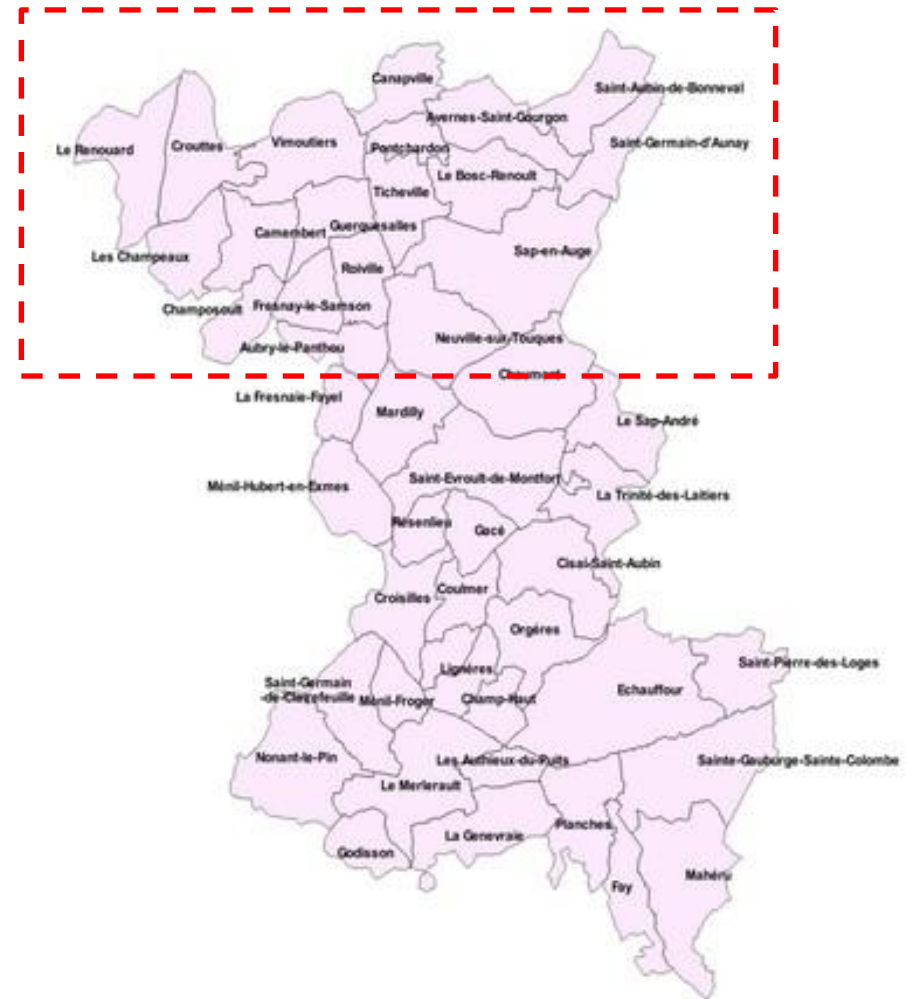 Canapville
Saint-Aubin-de-Bonneval
Avernes-Saint-Gourgon
Le Renouard
Crouttes
Vimoutiers
Pontchardon
Saint-Germain-d'Aunay
Le Bosc-Renoult
Ticheville
Camembert
Guerquesalles
Les Champeaux
Sap-en-Auge
Roiville
Champosoult
Fresnay-le-Samson
Aubry-le-Panthou
Neuville-sur-Touques
Chaumont
La Fresnaie-Fayel
Mardilly
Le Sap-André
Ménil-Hubert-en-Exmes
Saint-Evroult-de-Montfort
La Trinité-des-Laitiers
Résenlieu
Gacé
Cisai-Saint-Aubin
Croisilles
Coulmer
Orgères
Lignères
Saint-Pierre-des-Loges
Saint-Germain
-de-Clairefeuille
Ménil-Froger
Champ-Haut
Echauffour
Nonant-le-Pin
Les Authieux-du-Puits
Sainte-Gauburge-Sainte-Colombe
Le Merlerault
Planches
La Genevraie
Godisson
Fay
Mahéru